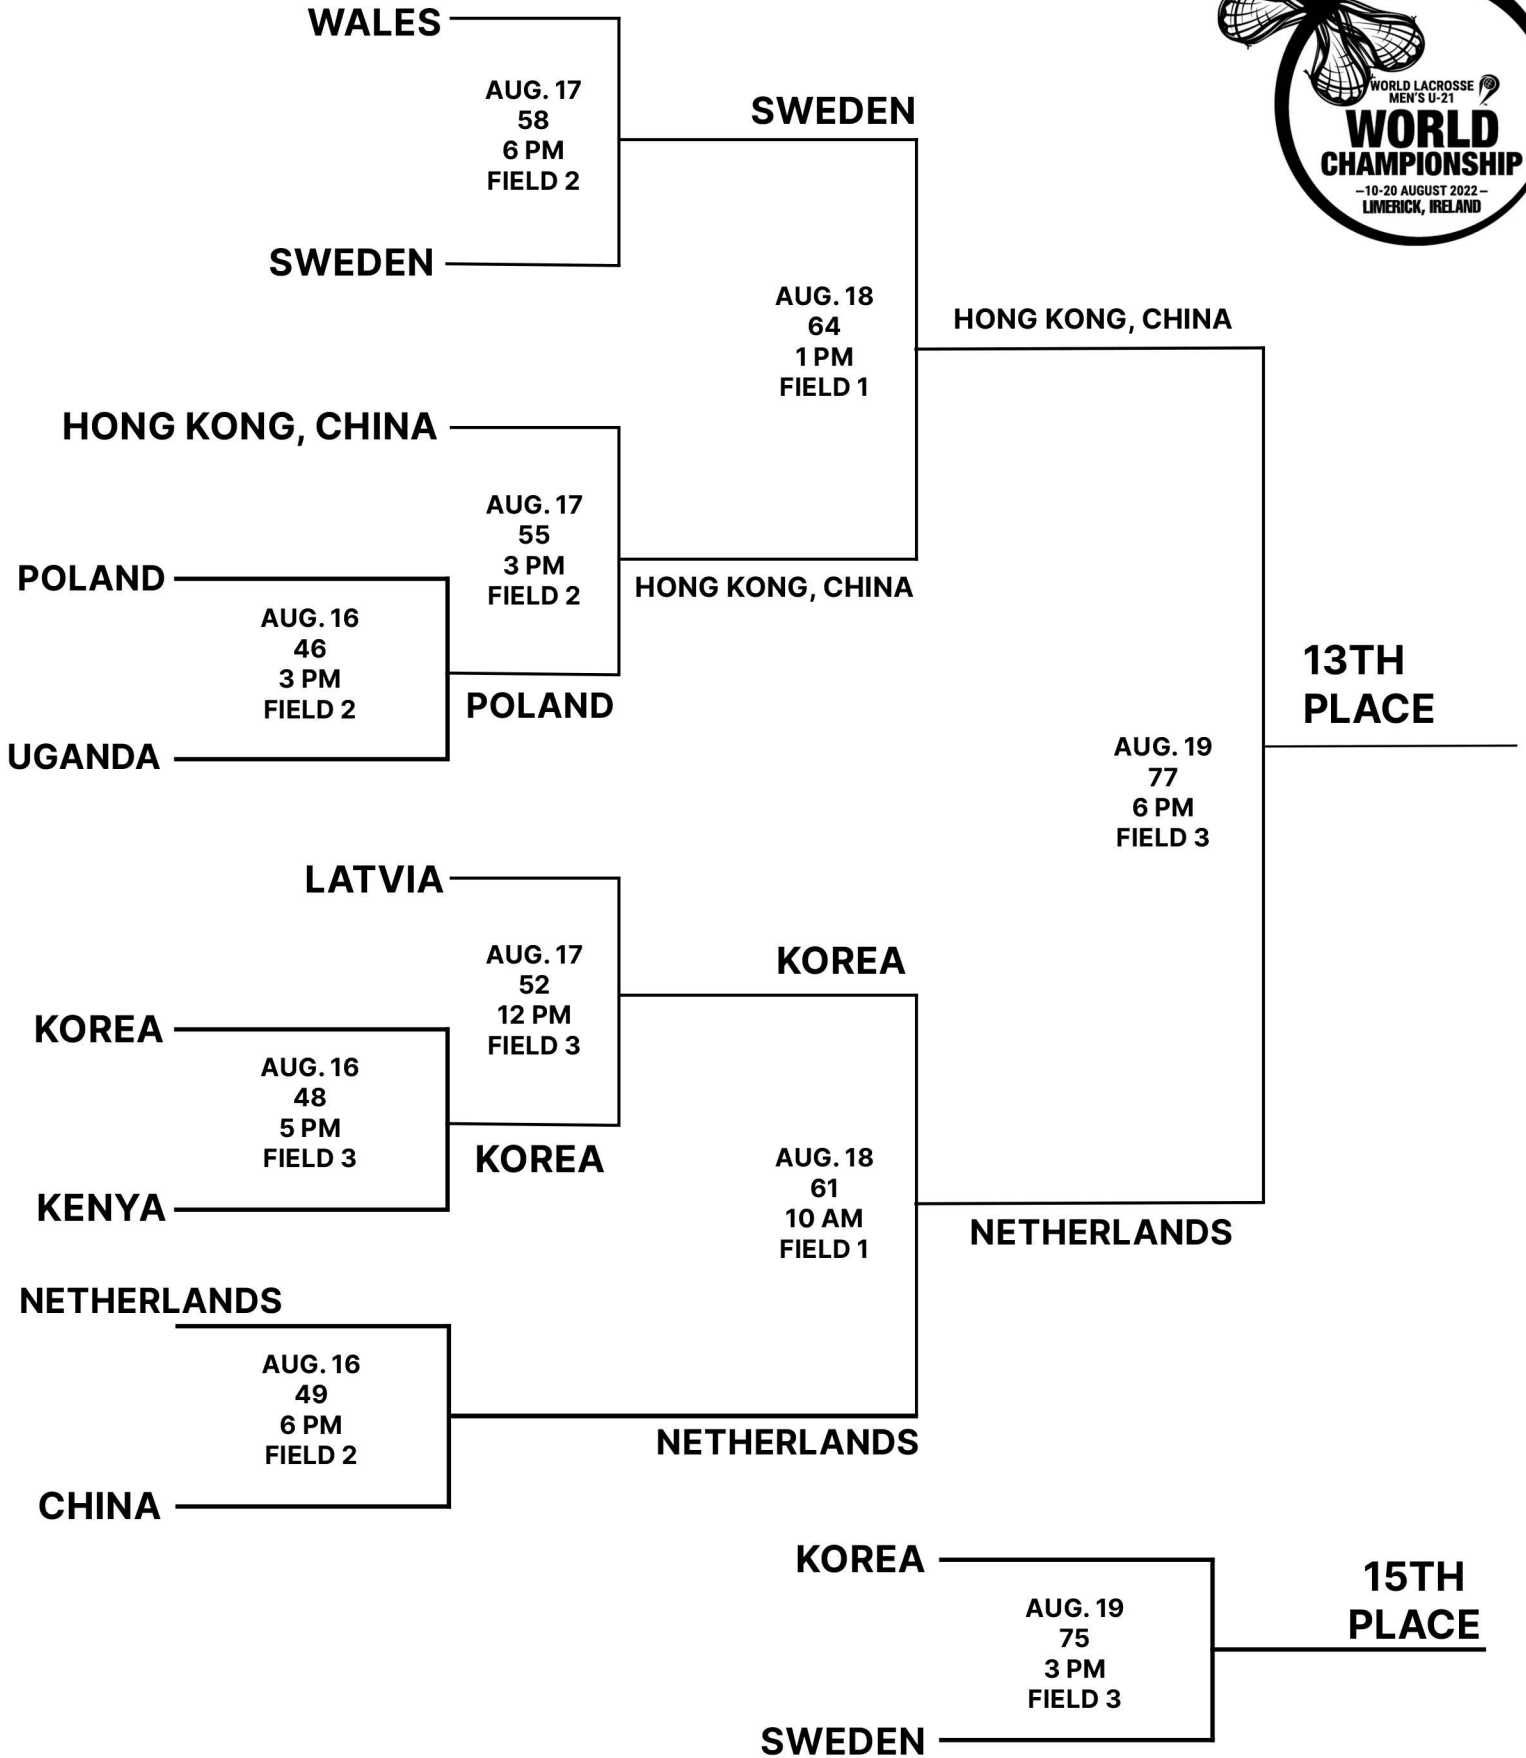 WALES
AUG. 17
58
6 PM
FIELD 2
SWEDEN
SWEDEN
WORLD LACROSSE
MEN'S U-21
WORLD
CHAMPIONSHIP
–10-20 AUGUST 2022–
LIMERICK, IRELAND
AUG. 18
64
1 PM
FIELD 1
HONG KONG, CHINA
HONG KONG, CHINA
AUG. 17
55
3 PM
FIELD 2
HONG KONG, CHINA
POLAND
AUG. 16
46
3 PM
FIELD 2
POLAND
UGANDA
13TH
PLACE
AUG. 19
77
6 PM
FIELD 3
LATVIA
AUG. 17
52
12 PM
FIELD 3
KOREA
KOREA
AUG. 16
48
5 PM
FIELD 3
KOREA
KENYA
AUG. 18
61
10 AM
FIELD 1
NETHERLANDS
NETHERLANDS
AUG. 16
49
6 PM
FIELD 2
NETHERLANDS
CHINA
KOREA
AUG. 19
75
3 PM
FIELD 3
15TH
PLACE
SWEDEN